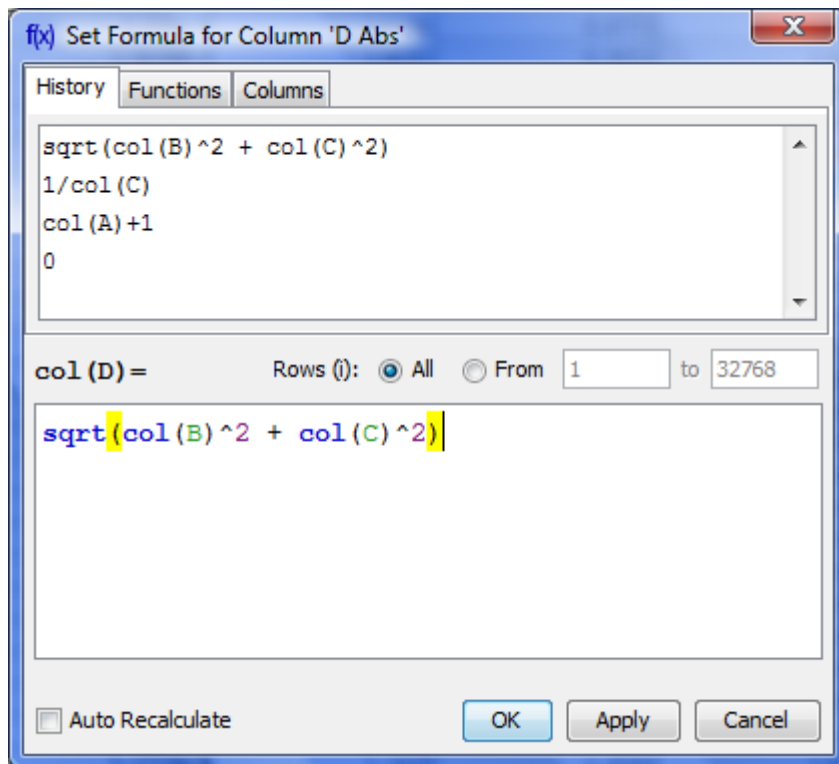 f(x) Set Formula for Column 'D Abs'
History Functions Columns
sqrt(col(B)^2 + col(C)^2)
1/col(C)
col(A)+1
0
col(D)= Rows (i): All From 1 to 32768
sqrt(col(B)^2 + col(C)^2)
Auto Recalculate OK Apply Cancel